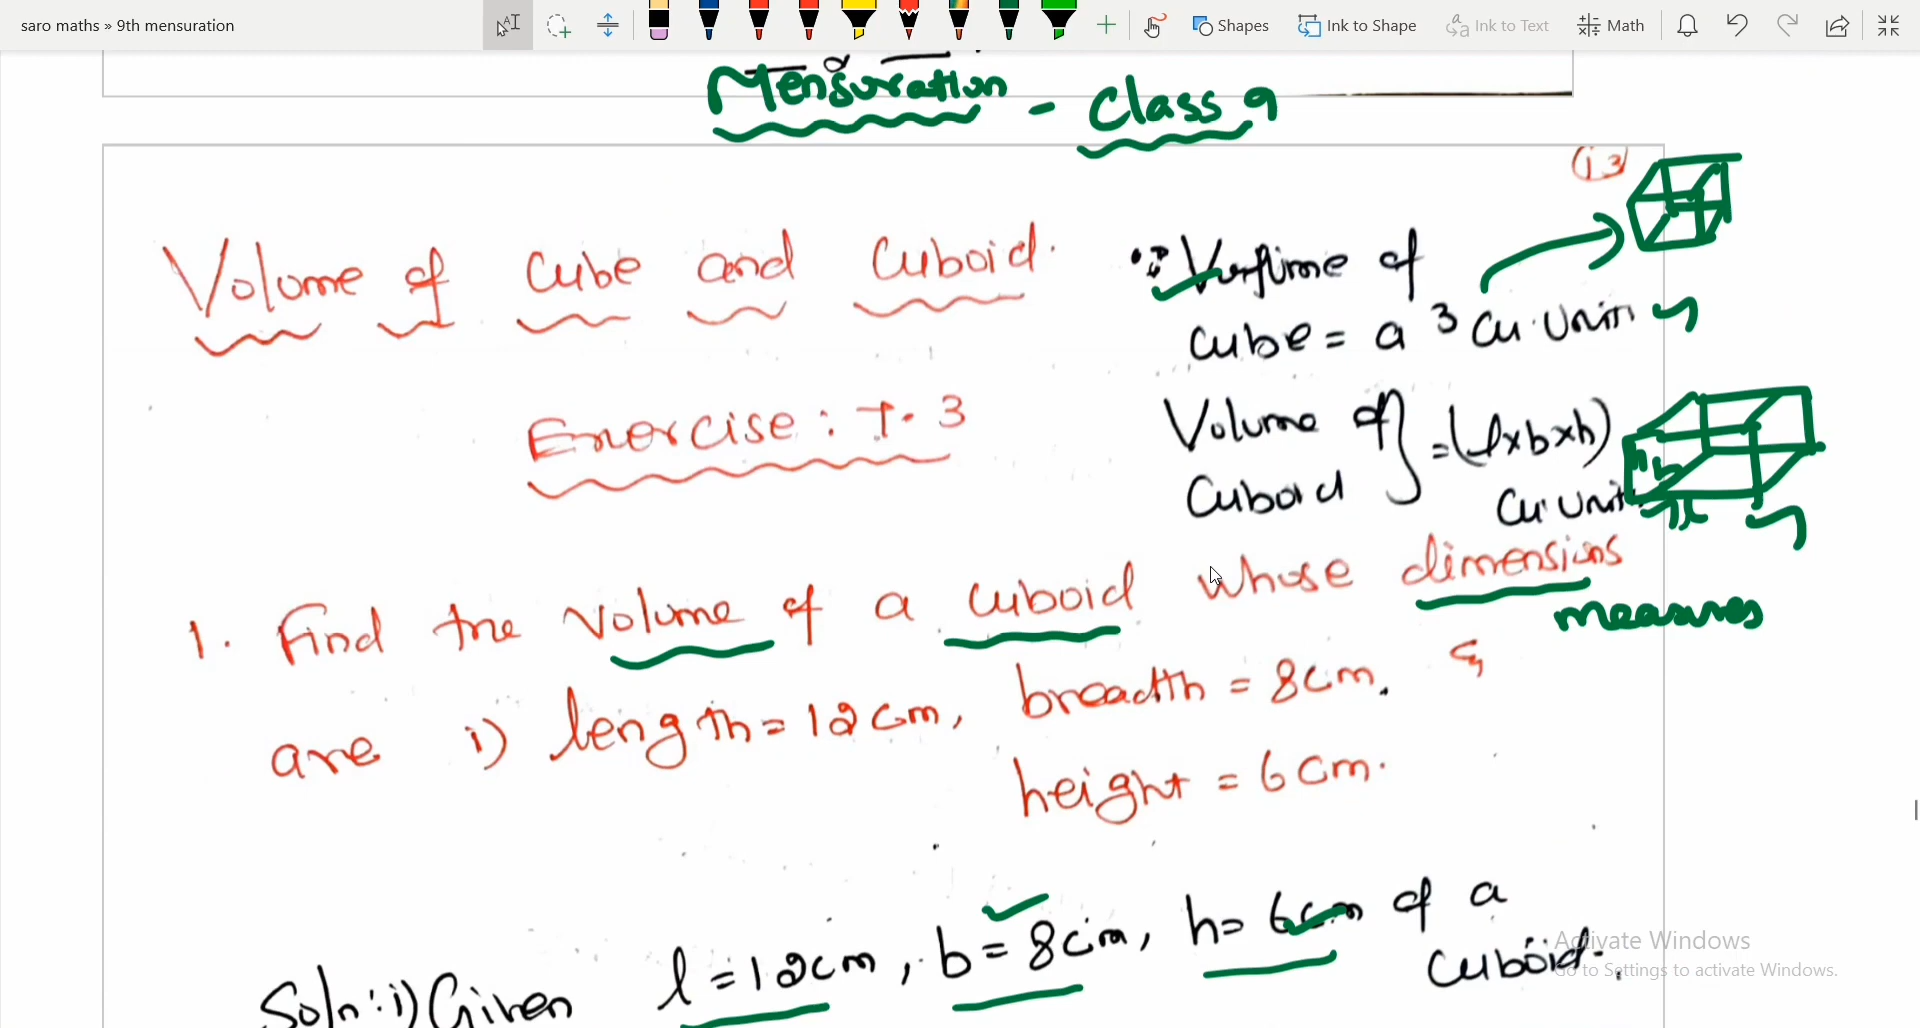 saro maths » 9th mensuration
Shapes Ink to Shape Ink to Text Math
Mensuration - Class 9
Volume of Cube and Cuboid.
∵ Volume of
cube = a³ cu. Unit
Exercise: 7.3
Volume of
Cuboid } = (l×b×h)
Cu. Unit
h b l
1. Find the volume of a cuboid whose dimensions
measures
are i) length = 12cm, breadth = 8cm. &
height = 6cm.
Soln: i) Given l = 12cm, b = 8cm, h = 6cm of a
cuboid.
Activate Windows
Go to Settings to activate Windows.